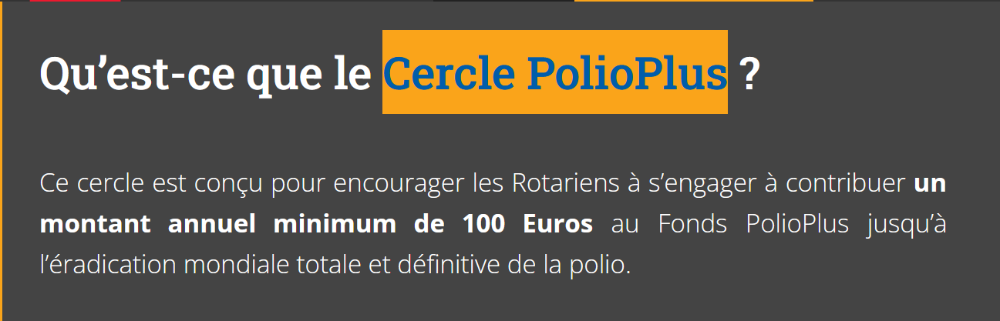 Qu’est-ce que le Cercle PolioPlus ?
Ce cercle est conçu pour encourager les Rotariens à s’engager à contribuer un
montant annuel minimum de 100 Euros au Fonds PolioPlus jusqu’à
l’éradication mondiale totale et définitive de la polio.